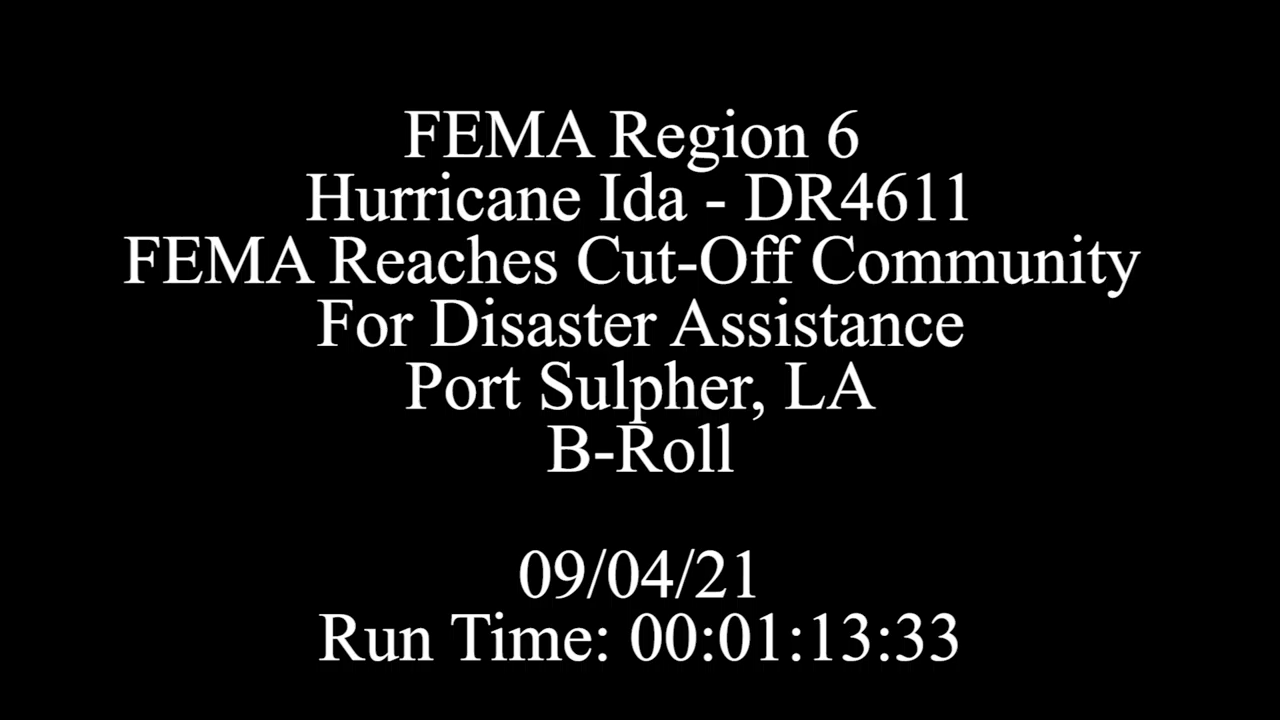 FEMA Region 6
Hurricane Ida - DR4611
FEMA Reaches Cut-Off Community
For Disaster Assistance
Port Sulpher, LA
B-Roll
09/04/21
Run Time: 00:01:13:33